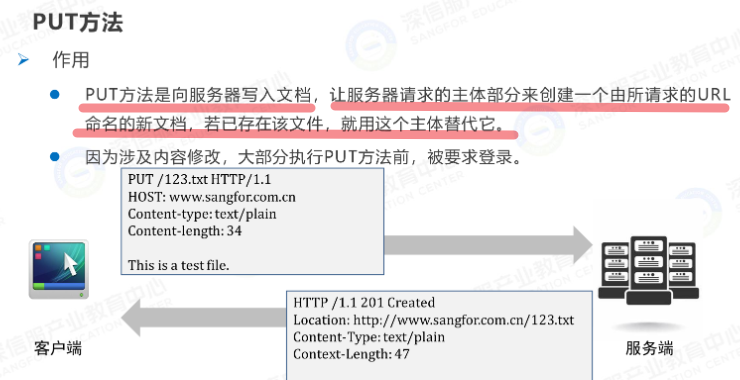 PUT方法
作用
PUT方法是向服务器写入文档，让服务器请求的主体部分来创建一个由所请求的URL
命名的新文档，若已存在该文件，就用这个主体替代它。
因为涉及内容修改，大部分执行PUT方法前，被要求登录。
PUT /123.txt HTTP/1.1
HOST: www.sangfor.com.cn
Content-type: text/plain
Content-length: 34
This is a test file.
HTTP /1.1 201 Created
Location: http://www.sangfor.com.cn/123.txt
Content-Type: text/plain
Context-Length: 47
客户端
服务端
深信服产业教育中心
SANGFOR EDUCATION CENTER